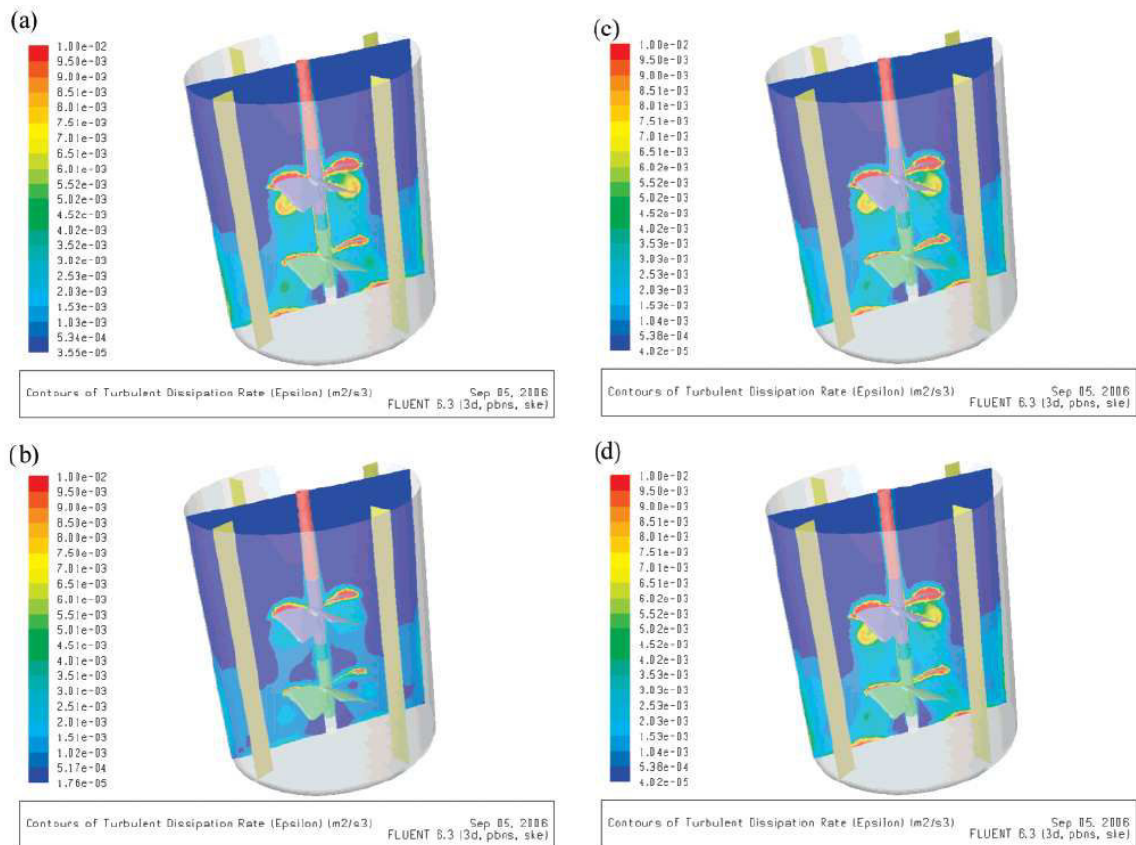 (a)
1.00e-02
9.50e-03
9.00e-03
8.01e-03
7.51e-03
7.01e-03
6.51e-03
6.01e-03
5.52e-03
5.02e-03
4.52e-03
4.02e-03
3.52e-03
3.02e-03
2.53e-03
2.03e-03
1.53e-03
1.03e-03
5.34e-04
3.55e-05
Contours of Turbulent Dissipation Rate (Epsilon) (m2/s3)
Sep 05, 2006
FLUENT 6.3 (3d, pbns, ske)
(c)
1.00e-02
9.50e-03
9.00e-03
8.01e-03
7.51e-03
7.01e-03
6.51e-03
6.02e-03
5.52e-03
5.02e-03
4.52e-03
4.02e-03
3.53e-03
3.03e-03
2.53e-03
2.03e-03
1.53e-03
1.04e-03
5.38e-04
4.02e-05
Contours of Turbulent Dissipation Rate (Epsilon) (m2/s3)
Sep 05, 2006
FLUENT 6.3 (3d, pbns, ske)
(b)
1.00e-02
9.50e-03
9.00e-03
8.00e-03
7.50e-03
7.01e-03
6.51e-03
6.01e-03
5.51e-03
5.01e-03
4.51e-03
4.01e-03
3.51e-03
3.01e-03
2.51e-03
2.01e-03
1.51e-03
1.02e-03
5.17e-04
1.76e-05
Contours of Turbulent Dissipation Rate (Epsilon) (m2/s3)
Sep 05, 2006
FLUENT 6.3 (3d, pbns, ske)
(d)
1.00e-02
9.50e-03
9.00e-03
8.51e-03
8.01e-03
7.01e-03
6.51e-03
6.02e-03
5.52e-03
5.02e-03
4.52e-03
4.02e-03
3.53e-03
3.03e-03
2.53e-03
2.03e-03
1.53e-03
1.04e-03
5.38e-04
4.02e-05
Contours of Turbulent Dissipation Rate (Epsilon) (m2/s3)
Sep 05, 2006
FLUENT 6.3 (3d, pbns, ske)